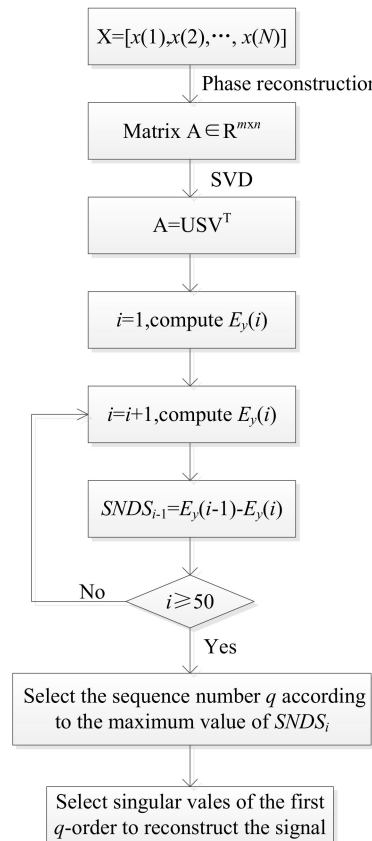 X=[x(1),x(2),⋯, x(N)]
Phase reconstruction
Matrix A∈R^{m×n}
SVD
A=USV^T
i=1,compute E_y(i)
i=i+1,compute E_y(i)
SNDS_{i-1}=E_y(i-1)-E_y(i)
No
i≥50
Yes
Select the sequence number q according
to the maximum value of SNDS_i
Select singular vales of the first
q-order to reconstruct the signal